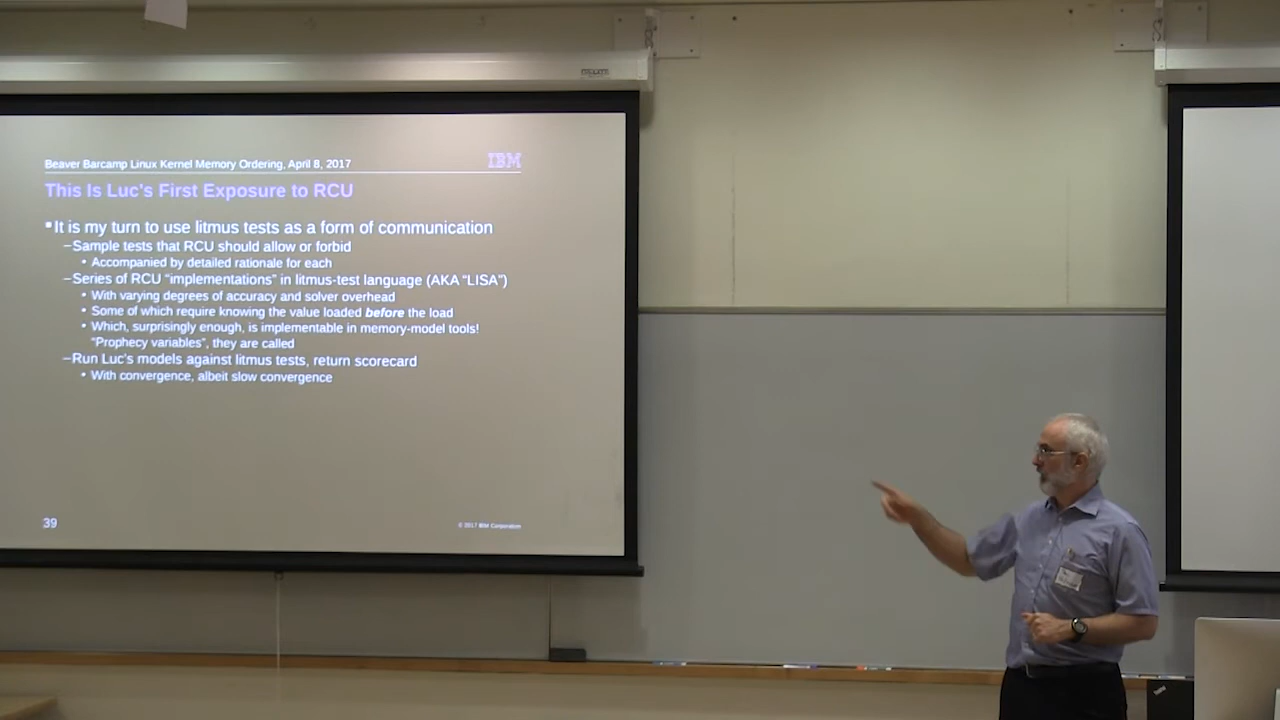 Beaver Barcamp Linux Kernel Memory Ordering, April 8, 2017
IBM
This Is Luc's First Exposure to RCU
▪It is my turn to use litmus tests as a form of communication
–Sample tests that RCU should allow or forbid
• Accompanied by detailed rationale for each
–Series of RCU “implementations” in litmus-test language (AKA “LISA”)
• With varying degrees of accuracy and solver overhead
• Some of which require knowing the value loaded before the load
• Which, surprisingly enough, is implementable in memory-model tools!
“Prophecy variables”, they are called
–Run Luc's models against litmus tests, return scorecard
• With convergence, albeit slow convergence
39
© 2017 IBM Corporation